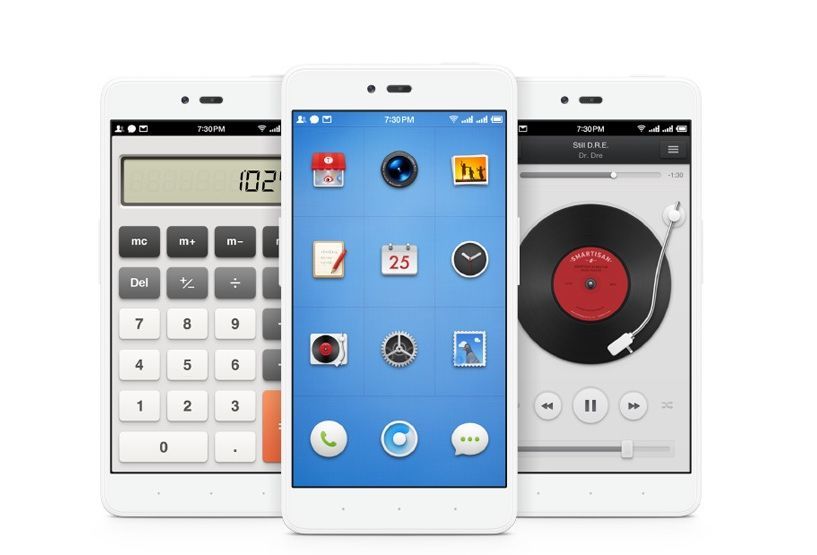 7:30PM
102
mc m+ m−
Del +/− ÷
7 8 9
4 5 6
1 2 3
0 .
7:30PM
T
25
7:30PM
Still D.R.E.
Dr. Dre
-1:30
SMARTISAN